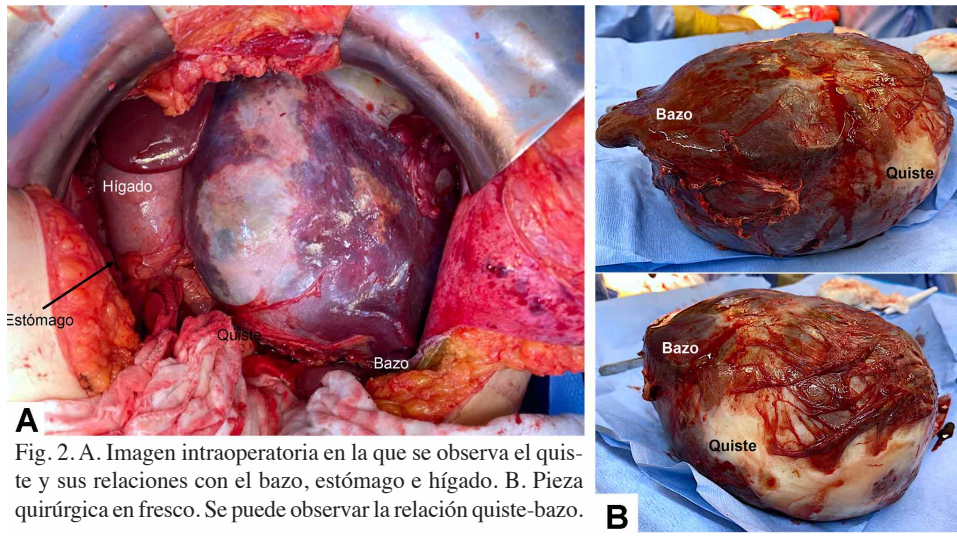 Bazo
Quiste
Hígado
Estómago
Quiste
Bazo
A
Bazo
Quiste
B
Fig. 2. A. Imagen intraoperatoria en la que se observa el quis-
te y sus relaciones con el bazo, estómago e hígado. B. Pieza
quirúrgica en fresco. Se puede observar la relación quiste-bazo.